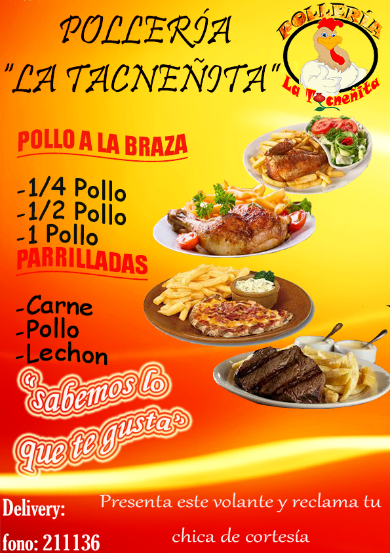 POLLERÍA
"LA TACNEÑITA"
POLLERÍA
La Tacneñita
POLLO A LA BRAZA
-1/4 Pollo
-1/2 Pollo
-1 Pollo
PARRILLADAS
-Carne
-Pollo
-Lechon
"sabemos lo
que te gusta"
Delivery:
fono: 211136
Presenta este volante y reclama tu
chica de cortesía